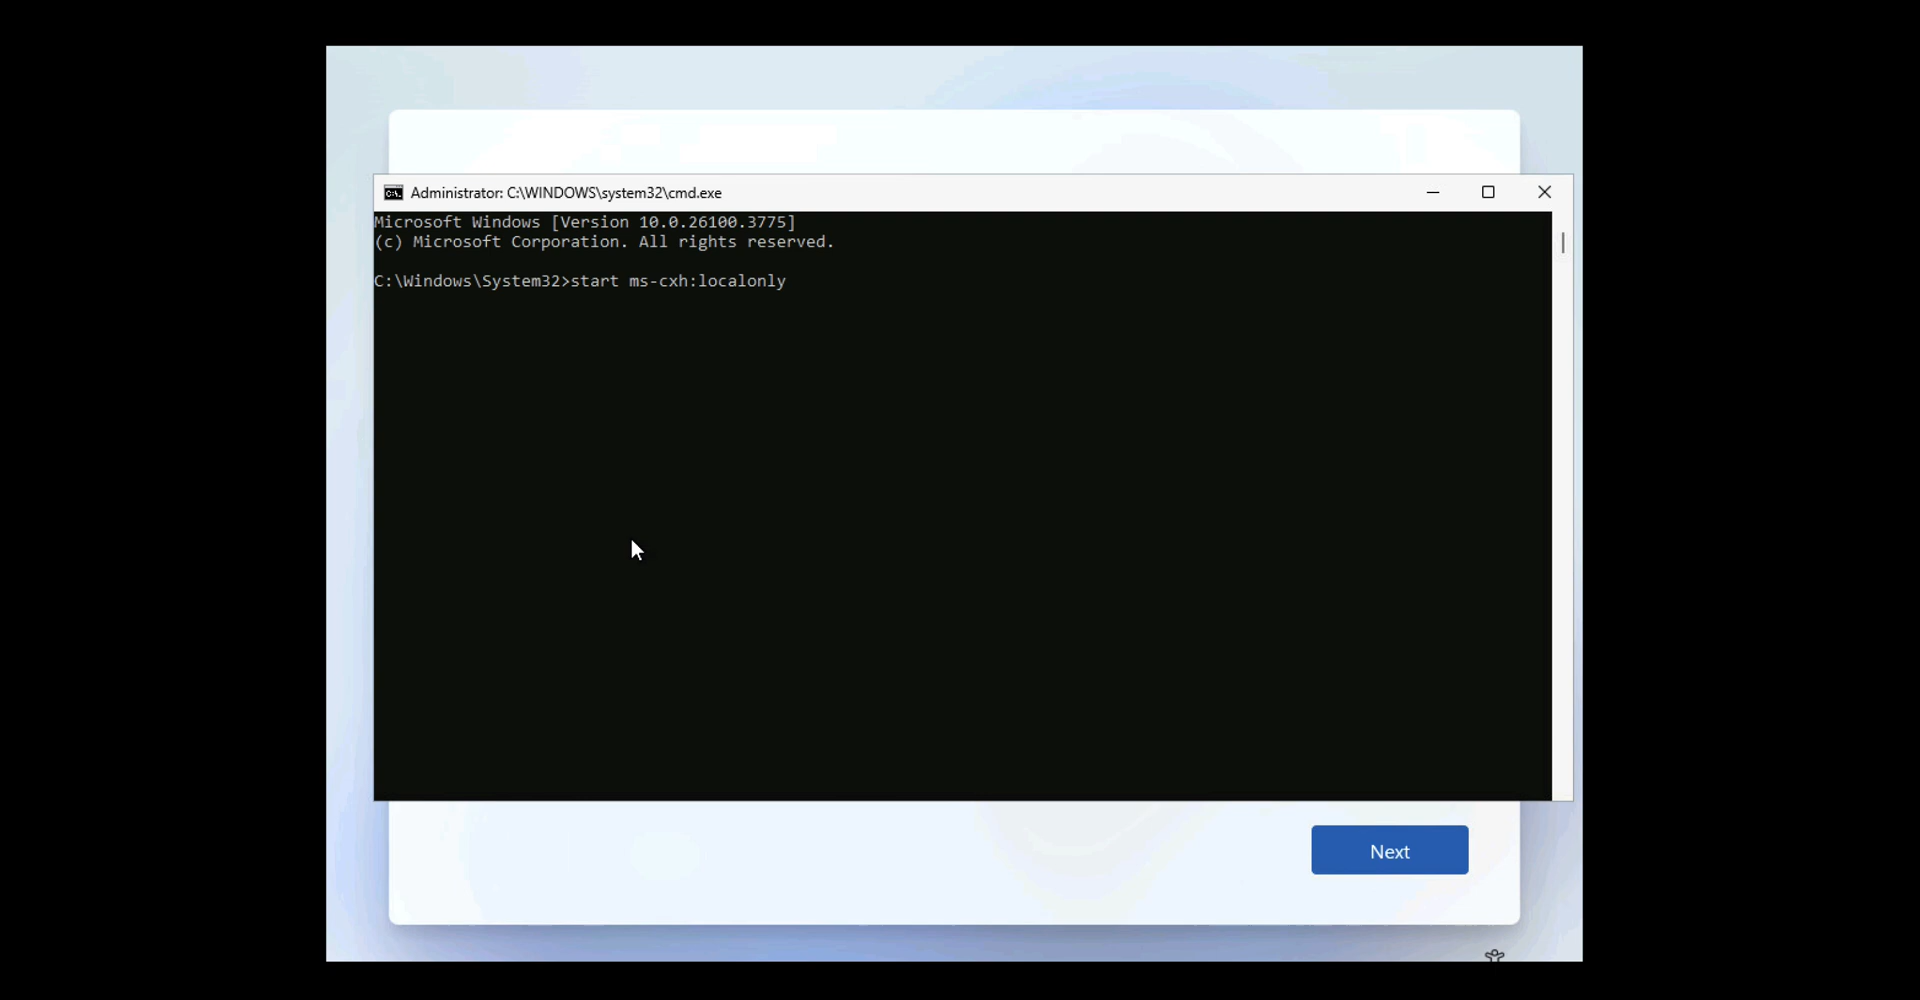 Administrator: C:\WINDOWS\system32\cmd.exe
Microsoft Windows [Version 10.0.26100.3775]
(c) Microsoft Corporation. All rights reserved.
C:\Windows\System32>start ms-cxh:localonly
Next